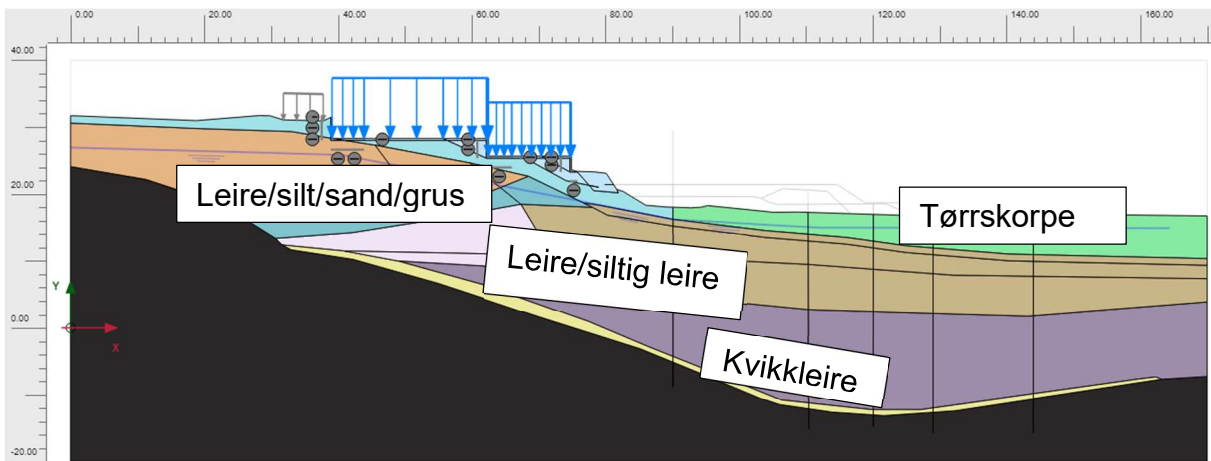 0.00 20.00 40.00 60.00 80.00 100.00 120.00 140.00 160.00
40.00
20.00
Leire/silt/sand/grus
Tørrskorpe
Leire/siltig leire
Y
0.00
X
Kvikkleire
-20.00